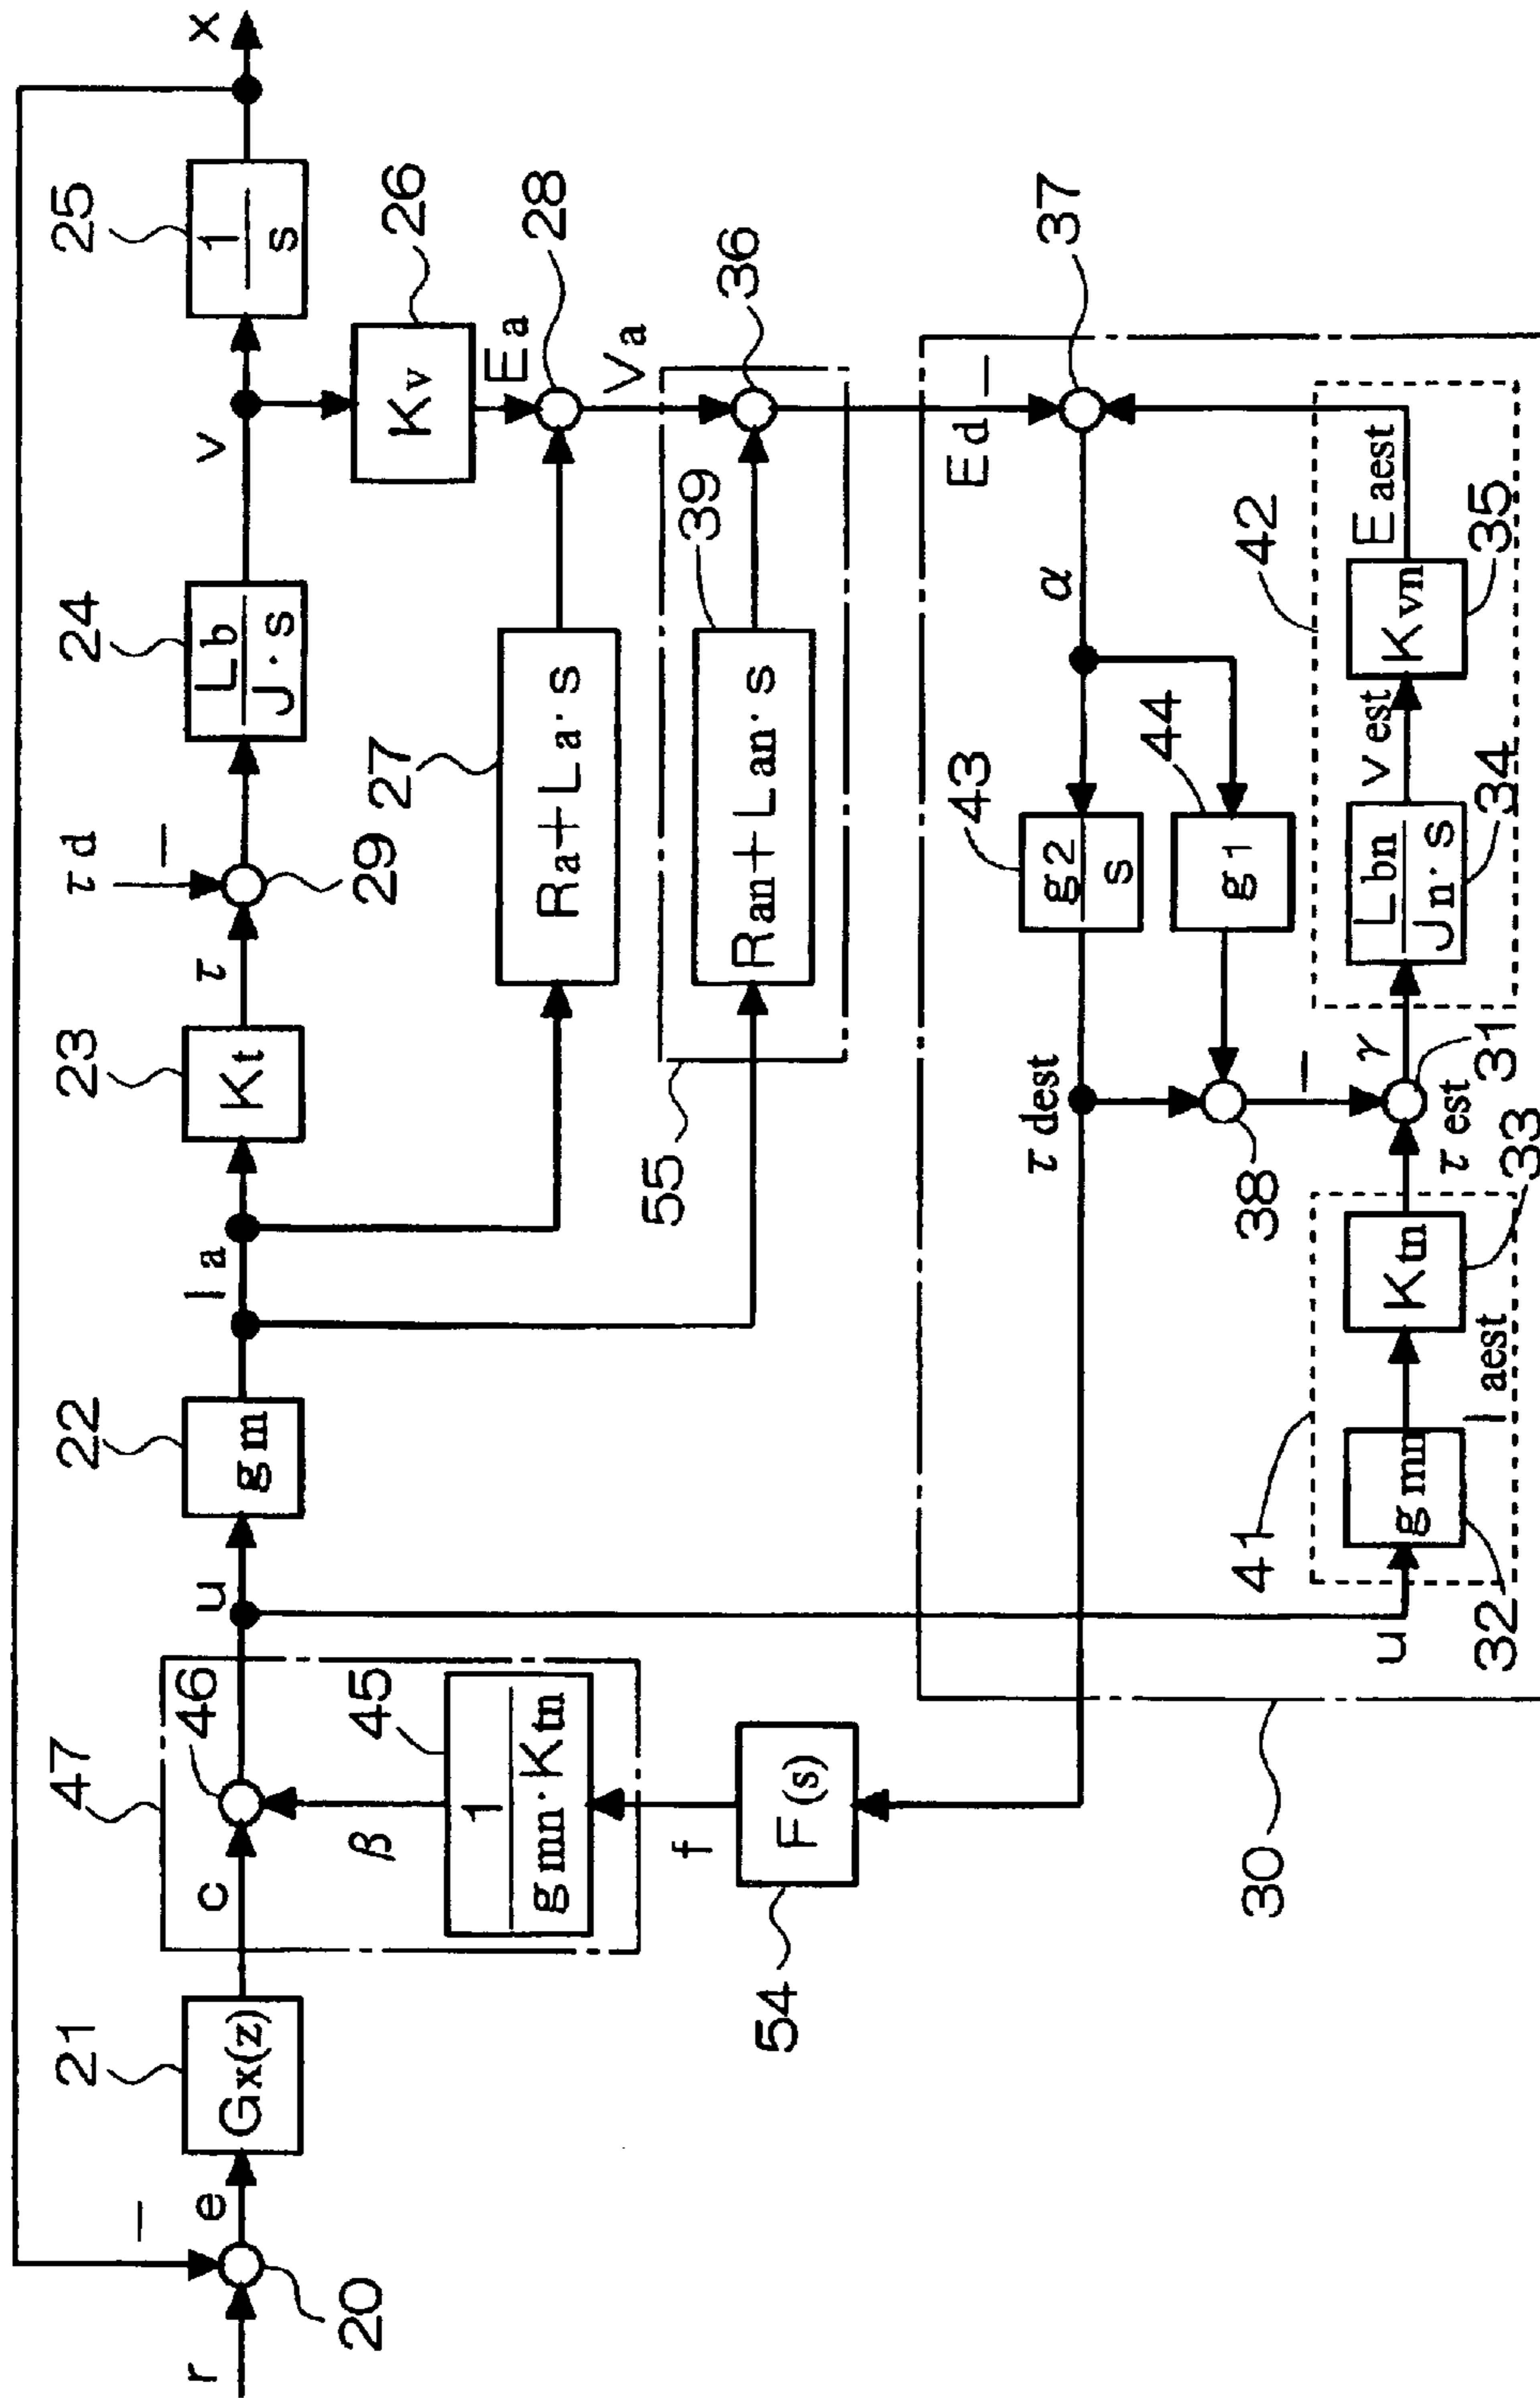 r
20
−
e
21
Gx(z)
c
47
46
β
45
1
gmn·Ktn
f
F(s)
54
u
22
gm
Ia
23
Kt
τ
τd
−
29
24
Lb
J·s
v
25
1
s
x
26
Kv
Ea
28
Va
27
Ra+La·s
55
39
Ran+Lan·s
36
Ed
−
37
α
43
g2
s
44
g1
τdest
38
−
30
u
41
32
gmn
Iaest
33
Ktn
τest
31
γ
42
34
Lbn
Jn·s
vest
35
Kvn
Eaest